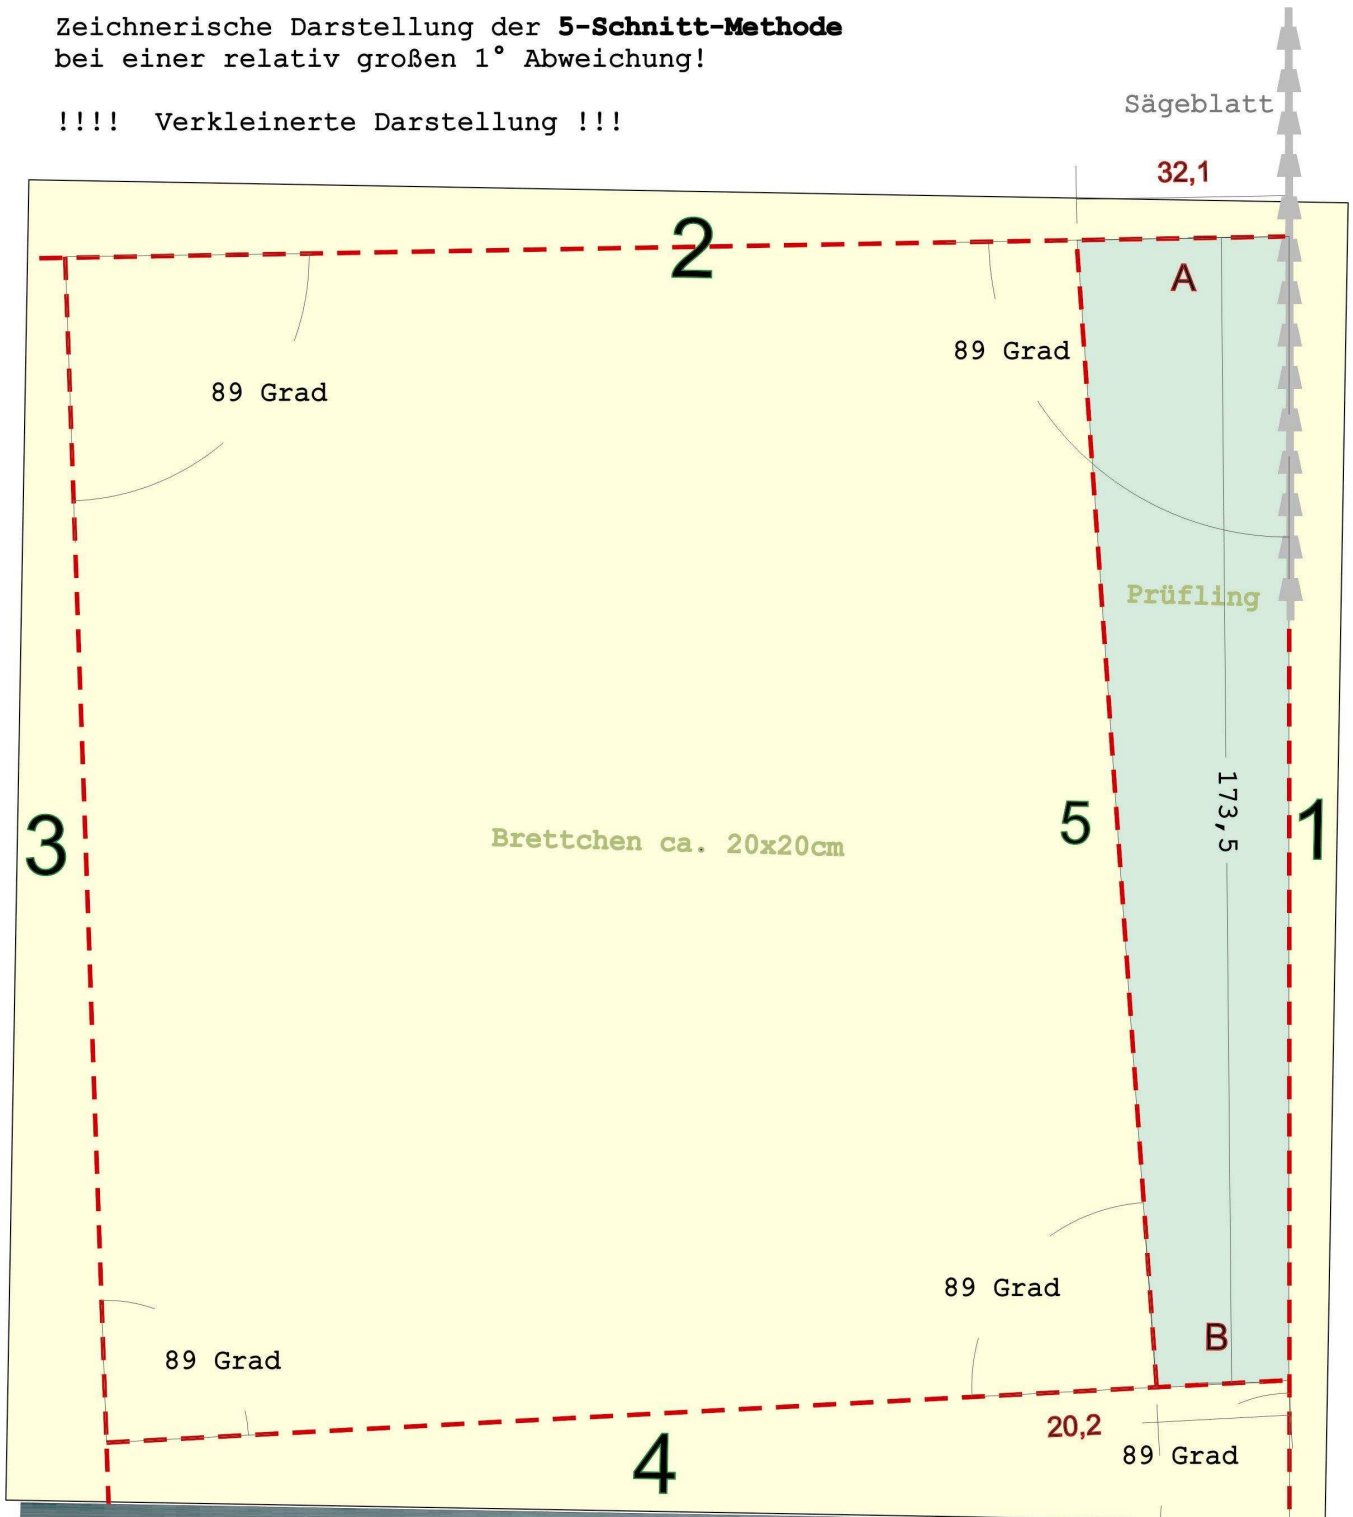 Zeichnerische Darstellung der 5-Schnitt-Methode
bei einer relativ großen 1° Abweichung!
!!!! Verkleinerte Darstellung !!!
Sägeblatt
32,1
2
A
89 Grad
89 Grad
Prüfling
173,5
5
1
3
Brettchen ca. 20x20cm
89 Grad
B
89 Grad
20,2
89 Grad
4